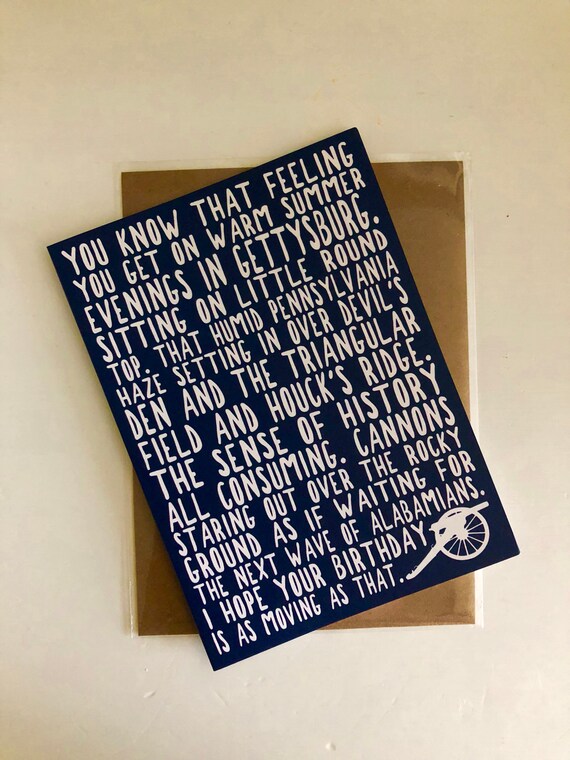 YOU KNOW THAT FEELING
YOU GET ON WARM SUMMER
EVENINGS IN GETTYSBURG.
SITTING ON LITTLE ROUND
TOP. THAT HUMID PENNSYLVANIA
HAZE SETTING IN OVER DEVIL'S
DEN AND THE TRIANGULAR
FIELD AND HOUCK'S RIDGE.
THE SENSE OF HISTORY
ALL CONSUMING. CANNONS
STARING OUT OVER THE ROCKY
GROUND AS IF WAITING FOR
THE NEXT WAVE OF ALABAMIANS.
I HOPE YOUR BIRTHDAY
IS AS MOVING AS THAT.